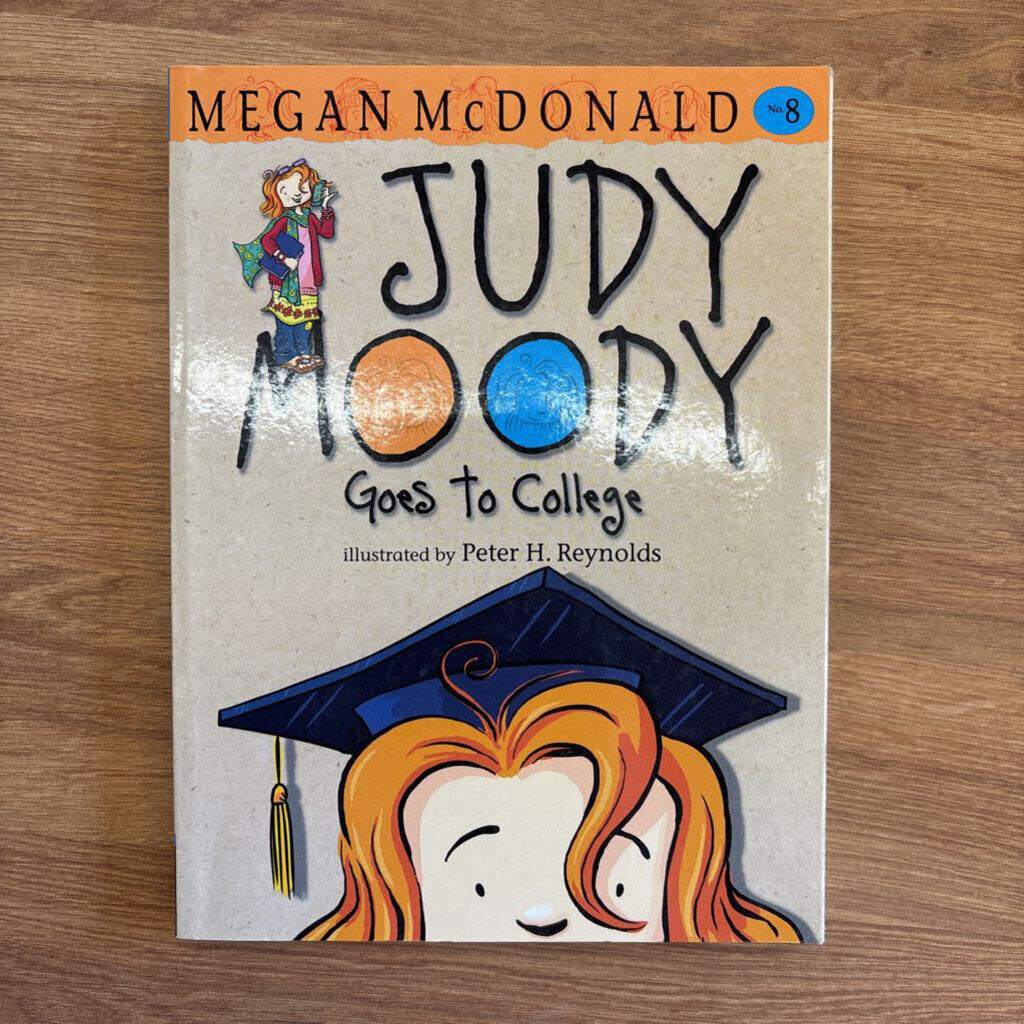 MEGAN McDONALD No. 8
JUDY
MOODY
Goes to College
illustrated by Peter H. Reynolds